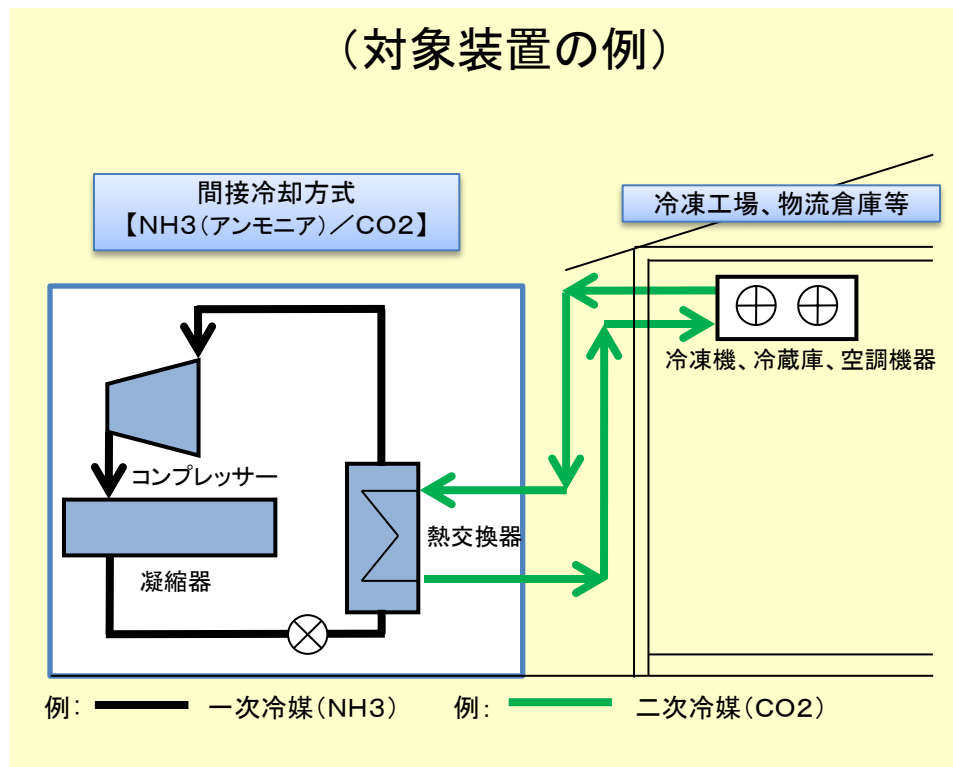 (対象装置の例)
間接冷却方式
【NH3(アンモニア)/CO2】
冷凍工場、物流倉庫等
冷凍機、冷蔵庫、空調機器
コンプレッサー
熱交換器
凝縮器
例: 一次冷媒(NH3) 例: 二次冷媒(CO2)